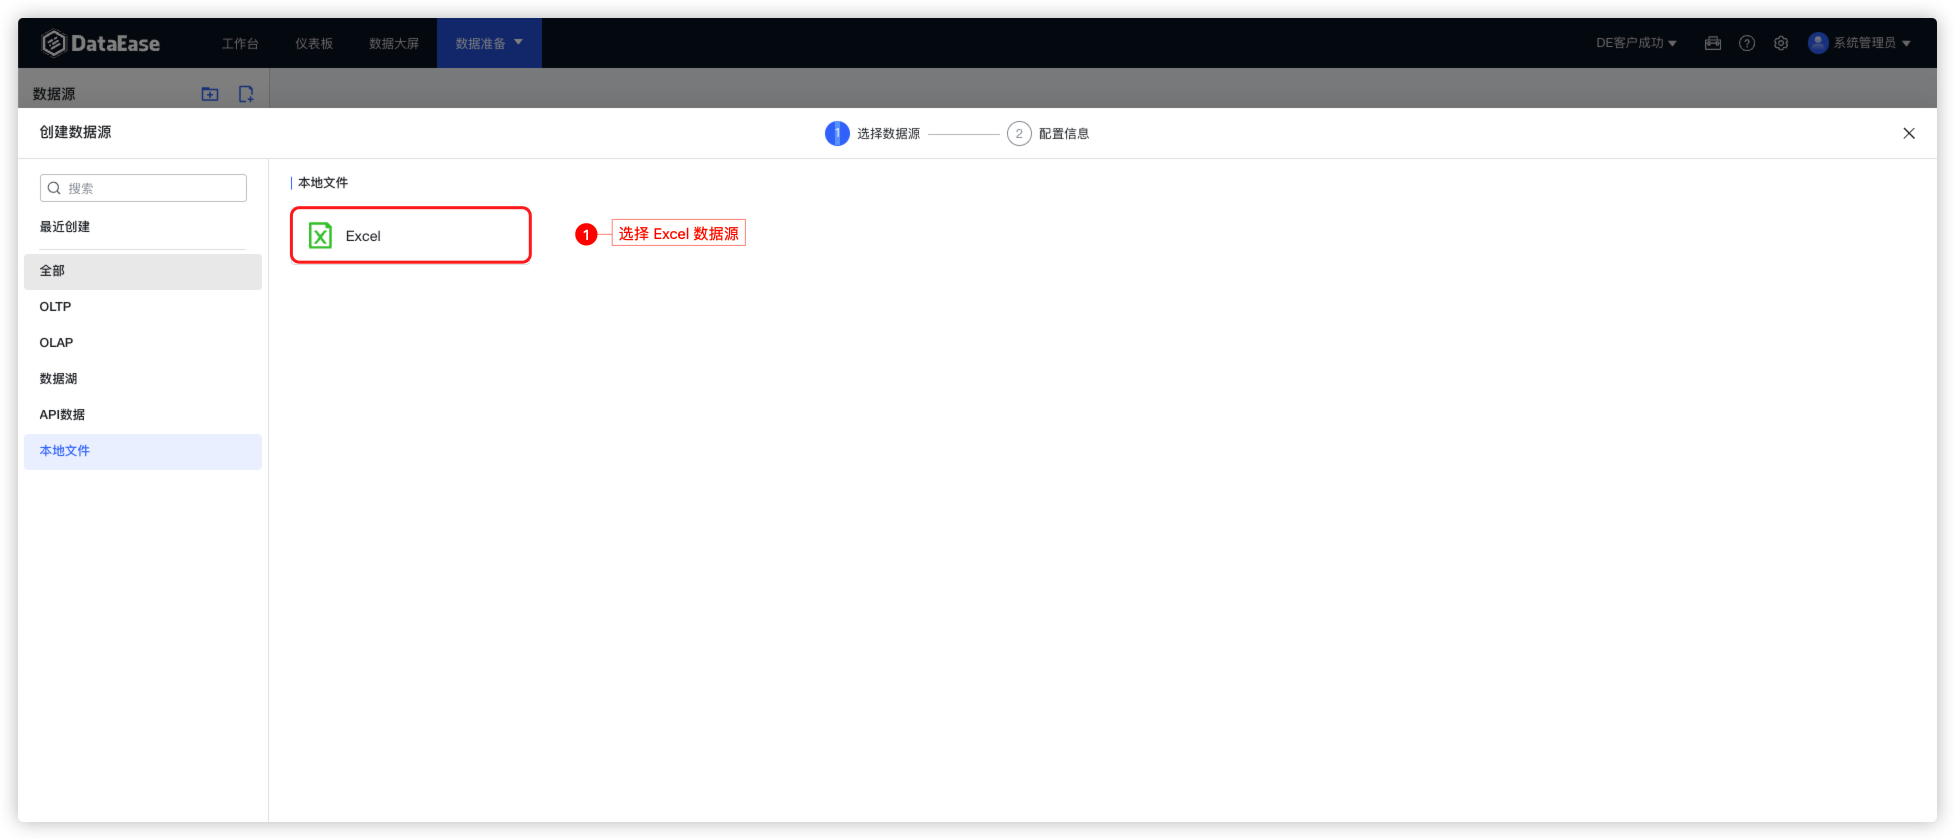 DataEase 工作台 仪表板 数据大屏 数据准备 DE客户成功 系统管理员
数据源
创建数据源 1 选择数据源 2 配置信息
搜索
最近创建
全部
OLTP
OLAP
数据湖
API数据
本地文件
本地文件
Excel 1 选择 Excel 数据源